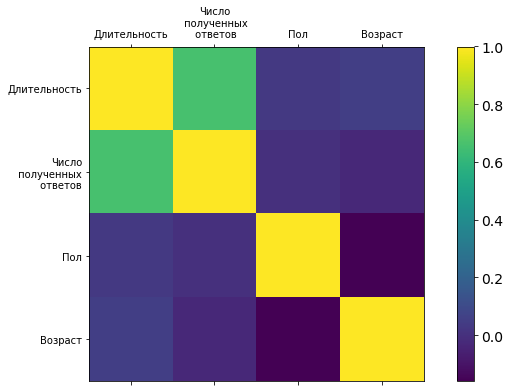 Число
полученных
Длительность ответов Пол Возраст
Длительность
Число
полученных
ответов
Пол
Возраст
1.0
0.8
0.6
0.4
0.2
0.0